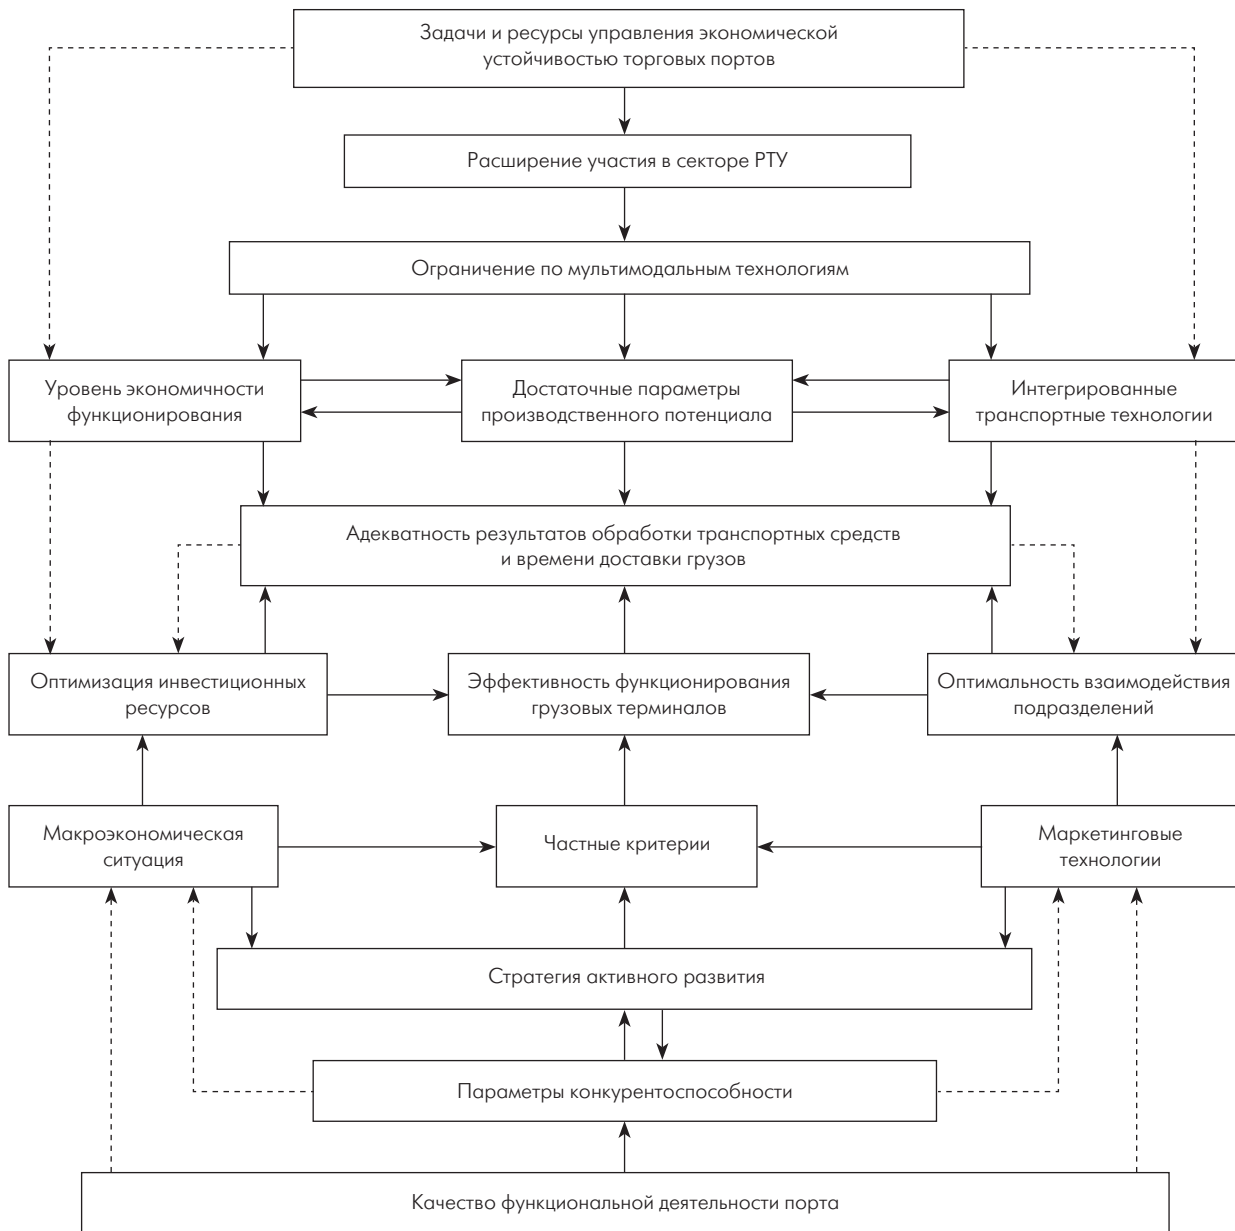 Задачи и ресурсы управления экономической
устойчивостью торговых портов
Расширение участия в секторе РТУ
Ограничение по мультимодальным технологиям
Уровень экономичности
функционирования
Достаточные параметры
производственного потенциала
Интегрированные
транспортные технологии
Адекватность результатов обработки транспортных средств
и времени доставки грузов
Оптимизация инвестиционных
ресурсов
Эффективность функционирования
грузовых терминалов
Оптимальность взаимодействия
подразделений
Макроэкономическая
ситуация
Частные критерии
Маркетинговые
технологии
Стратегия активного развития
Параметры конкурентоспособности
Качество функциональной деятельности порта